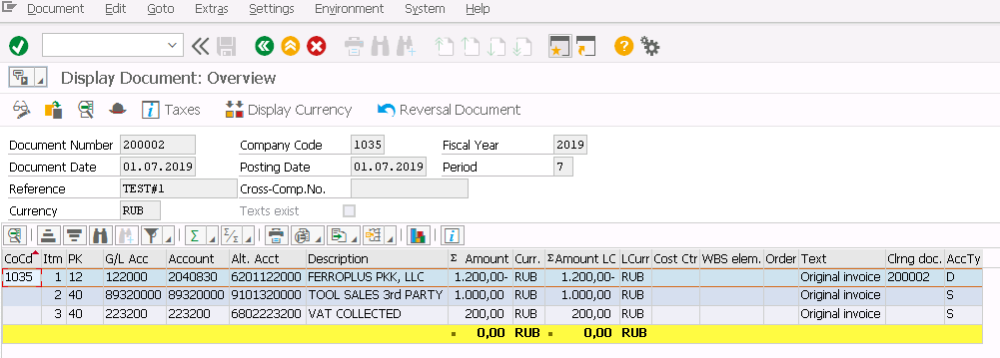 Document Edit Goto Extras Settings Environment System Help
Display Document: Overview
Taxes Display Currency Reversal Document
Document Number 200002 Company Code 1035 Fiscal Year 2019
Document Date 01.07.2019 Posting Date 01.07.2019 Period 7
Reference TEST#1 Cross-Comp.No.
Currency RUB Texts exist
CoCd Itm PK G/L Acc Account Alt. Acct Description Σ Amount Curr. Σ Amount LC LCurr Cost Ctr WBS elem. Order Text Clrng doc. AccTy
1035 1 12 122000 2040830 6201122000 FERROPLUS PKK, LLC 1.200,00- RUB 1.200,00- RUB Original invoice 200002 D
2 40 89320000 89320000 9101320000 TOOL SALES 3rd PARTY 1.000,00 RUB 1.000,00 RUB Original invoice S
3 40 223200 223200 6802223200 VAT COLLECTED 200,00 RUB 200,00 RUB Original invoice S
0,00 RUB 0,00 RUB